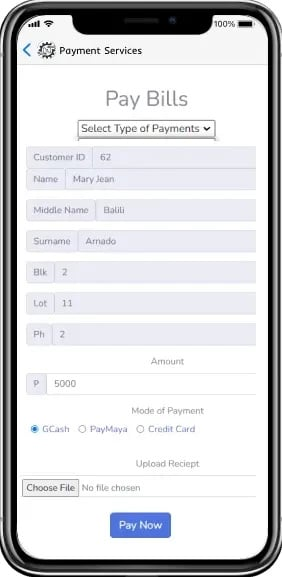 100%
Payment Services
Pay Bills
Select Type of Payments
Customer ID 62
Name Mary Jean
Middle Name Balili
Surname Arnado
Blk 2
Lot 11
Ph 2
Amount
P 5000
Mode of Payment
GCash PayMaya Credit Card
Upload Reciept
Choose File No file chosen
Pay Now